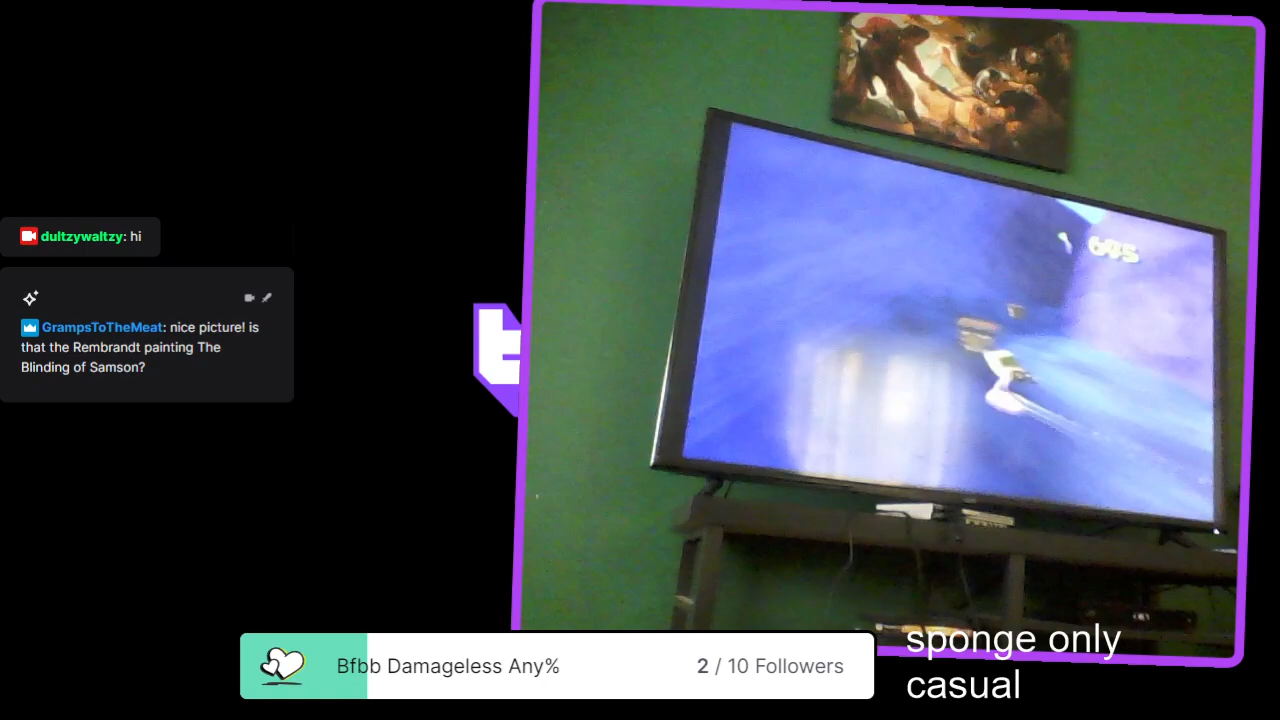 dultzywaltzy: hi
GrampsToTheMeat: nice picture! is
that the Rembrandt painting The
Blinding of Samson?
Bfbb Damageless Any%
2 / 10 Followers
sponge only
casual